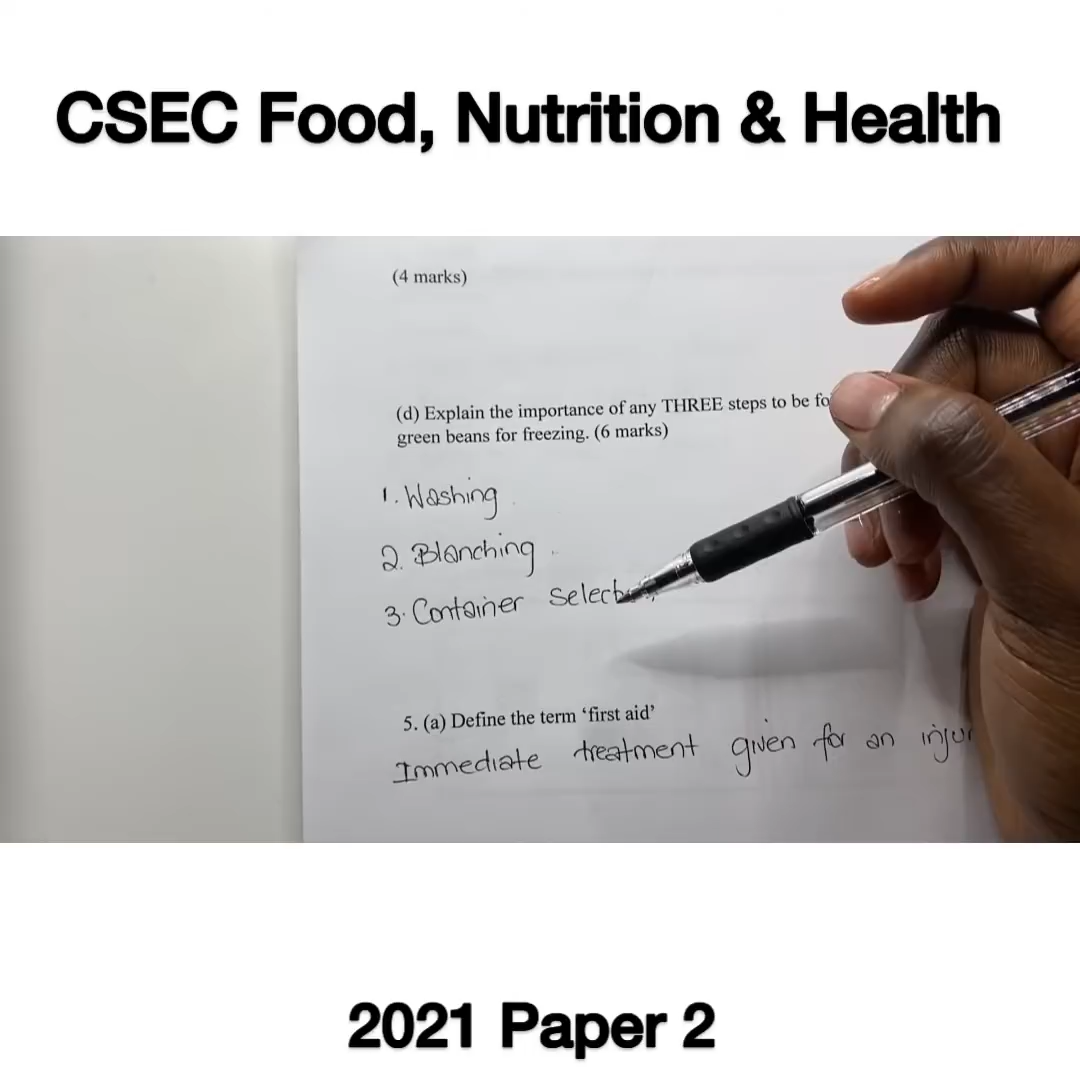 CSEC Food, Nutrition & Health
(4 marks)
(d) Explain the importance of any THREE steps to be
green beans for freezing. (6 marks)
1. Washing
2. Blanching
3. Container
5. (a) Define the term ‘first aid’
Immediate treatment given for an
2021 Paper 2